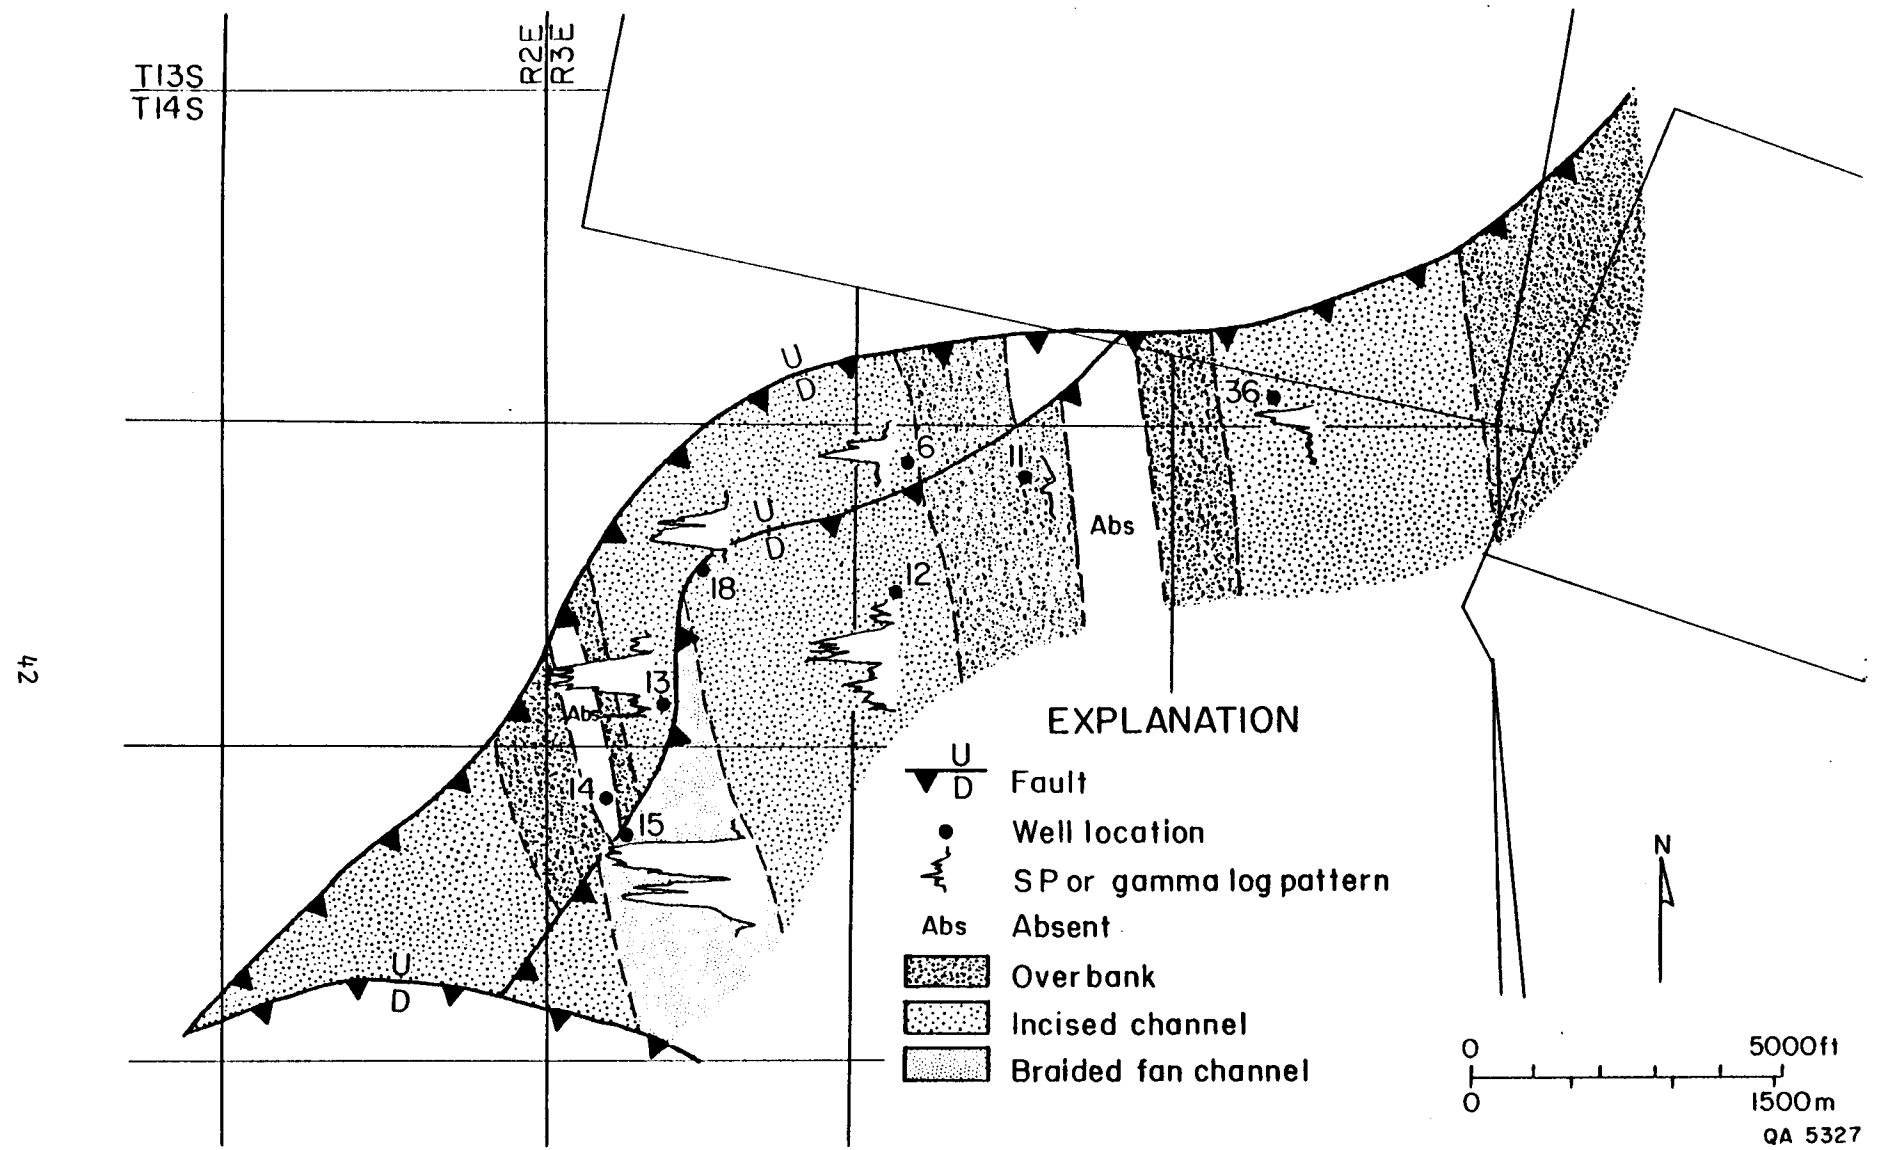 R2E
R3E
T13S
T14S
U
D
36
6
11
Abs
U
D
18
12
13
Abs
14
15
U
D
42
EXPLANATION
U
D
Fault
Well location
SP or gamma log pattern
Abs Absent
Overbank
Incised channel
Braided fan channel
N
0 5000ft
0 1500m
QA 5327